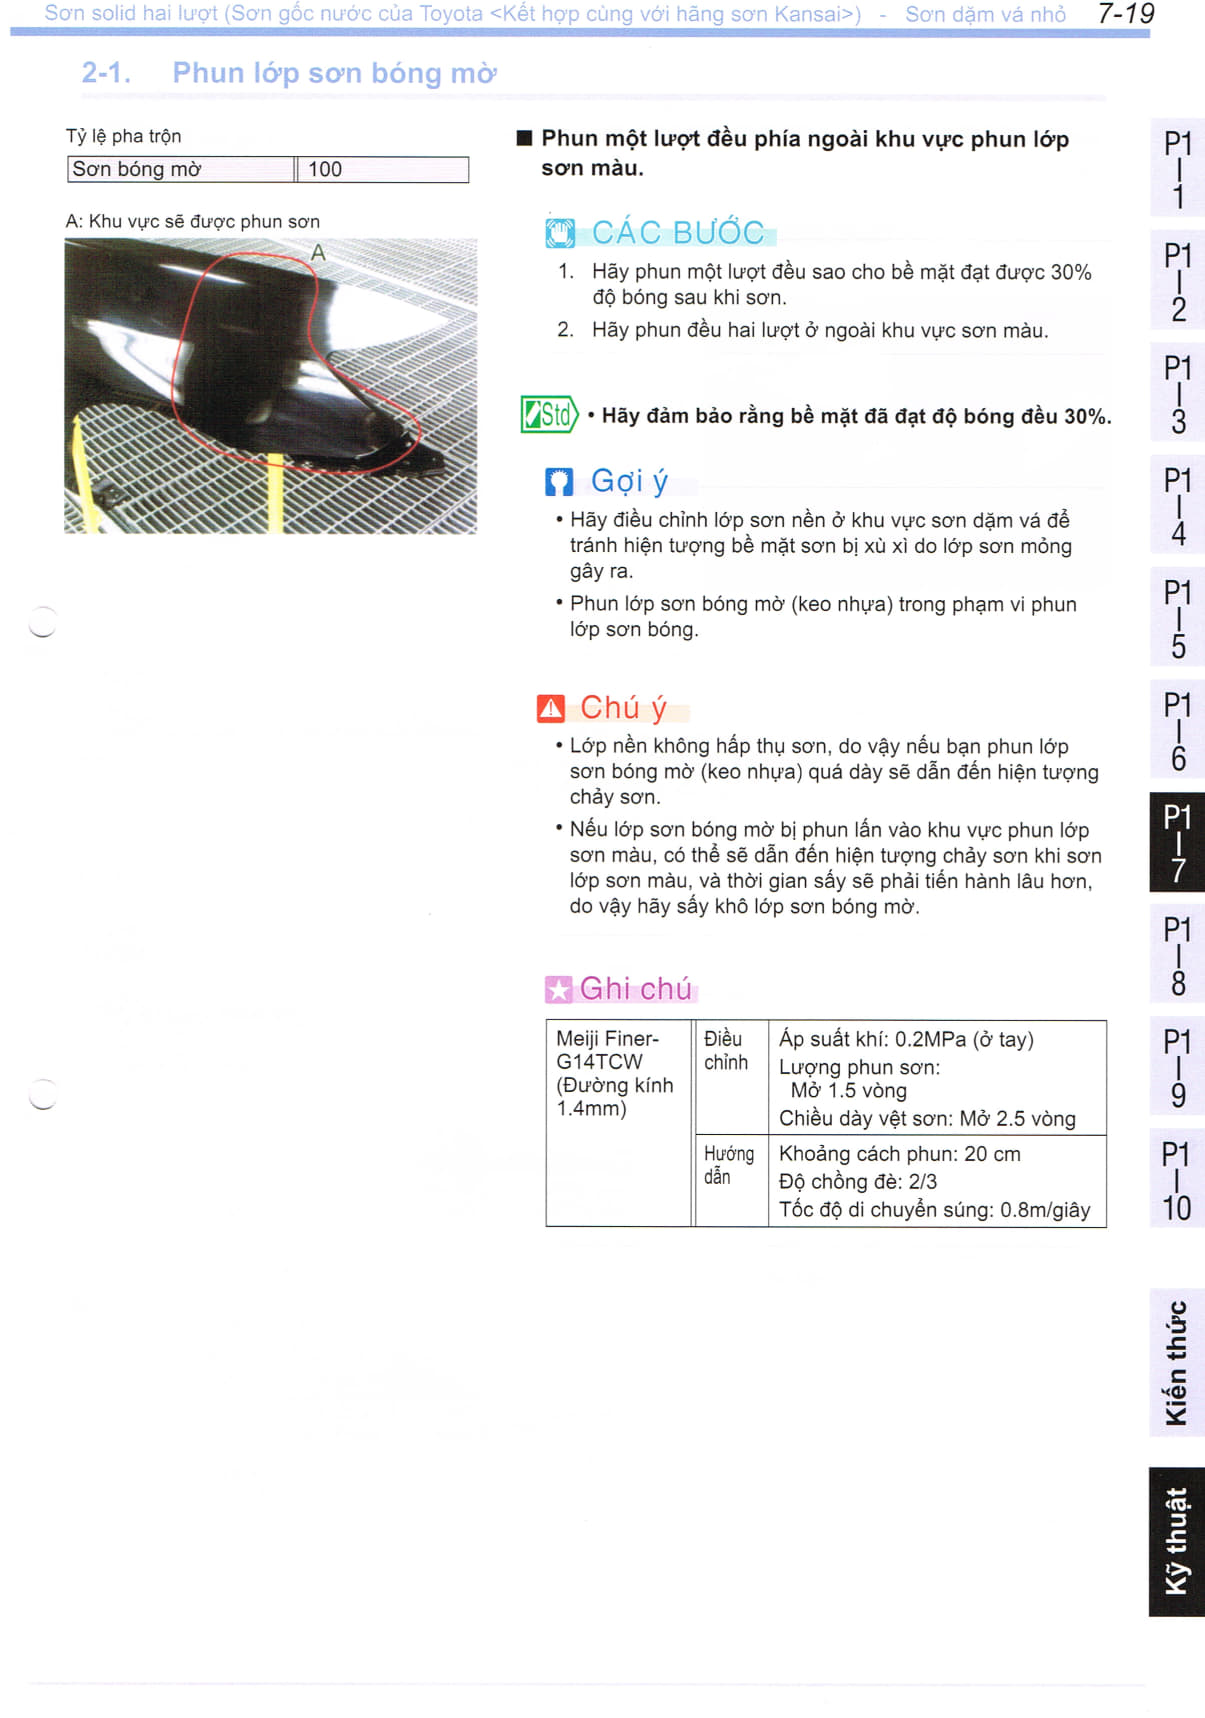 Sơn solid hai lượt (Sơn gốc nước của Toyota <Kết hợp cùng với hãng sơn Kansai>) - Sơn dặm vá nhỏ 7-19
2-1. Phun lớp sơn bóng mờ
Tỷ lệ pha trộn
Sơn bóng mờ 100
A: Khu vực sẽ được phun sơn
A
■ Phun một lượt đều phía ngoài khu vực phun lớp
sơn màu.
CÁC BƯỚC
1. Hãy phun một lượt đều sao cho bề mặt đạt được 30%
độ bóng sau khi sơn.
2. Hãy phun đều hai lượt ở ngoài khu vực sơn màu.
Std • Hãy đảm bảo rằng bề mặt đã đạt độ bóng đều 30%.
Gợi ý
• Hãy điều chỉnh lớp sơn nền ở khu vực sơn dặm vá để
tránh hiện tượng bề mặt sơn bị xù xì do lớp sơn mỏng
gây ra.
• Phun lớp sơn bóng mờ (keo nhựa) trong phạm vi phun
lớp sơn bóng.
Chú ý
• Lớp nền không hấp thụ sơn, do vậy nếu bạn phun lớp
sơn bóng mờ (keo nhựa) quá dày sẽ dẫn đến hiện tượng
chảy sơn.
• Nếu lớp sơn bóng mờ bị phun lấn vào khu vực phun lớp
sơn màu, có thể sẽ dẫn đến hiện tượng chảy sơn khi sơn
lớp sơn màu, và thời gian sấy sẽ phải tiến hành lâu hơn,
do vậy hãy sấy khô lớp sơn bóng mờ.
Ghi chú
Meiji Finer-
G14TCW
(Đường kính
1.4mm)
Điều
chỉnh
Áp suất khí: 0.2MPa (ở tay)
Lượng phun sơn:
Mở 1.5 vòng
Chiều dày vệt sơn: Mở 2.5 vòng
Hướng
dẫn
Khoảng cách phun: 20 cm
Độ chồng đè: 2/3
Tốc độ di chuyển súng: 0.8m/giây
P1
|
1
P1
|
2
P1
|
3
P1
|
4
P1
|
5
P1
|
6
P1
|
7
P1
|
8
P1
|
9
P1
|
10
Kiến thức
Kỹ thuật